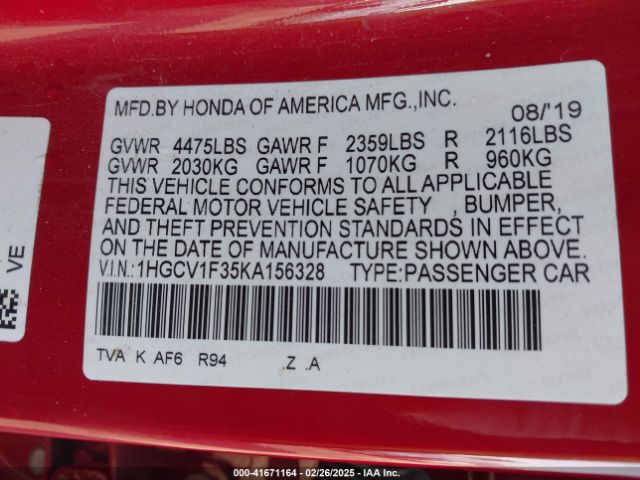 MFD.BY HONDA OF AMERICA MFG.,INC. 08/'19
GVWR 4475LBS GAWR F 2359LBS R 2116LBS
GVWR 2030KG GAWR F 1070KG R 960KG
THIS VEHICLE CONFORMS TO ALL APPLICABLE
FEDERAL MOTOR VEHICLE SAFETY , BUMPER,
AND THEFT PREVENTION STANDARDS IN EFFECT
ON THE DATE OF MANUFACTURE SHOWN ABOVE.
V.I.N.:1HGCV1F35KA156328 TYPE:PASSENGER CAR
TVA K AF6 R94 .Z .A
VE
000-41671164 - 02/26/2025 - IAA Inc.